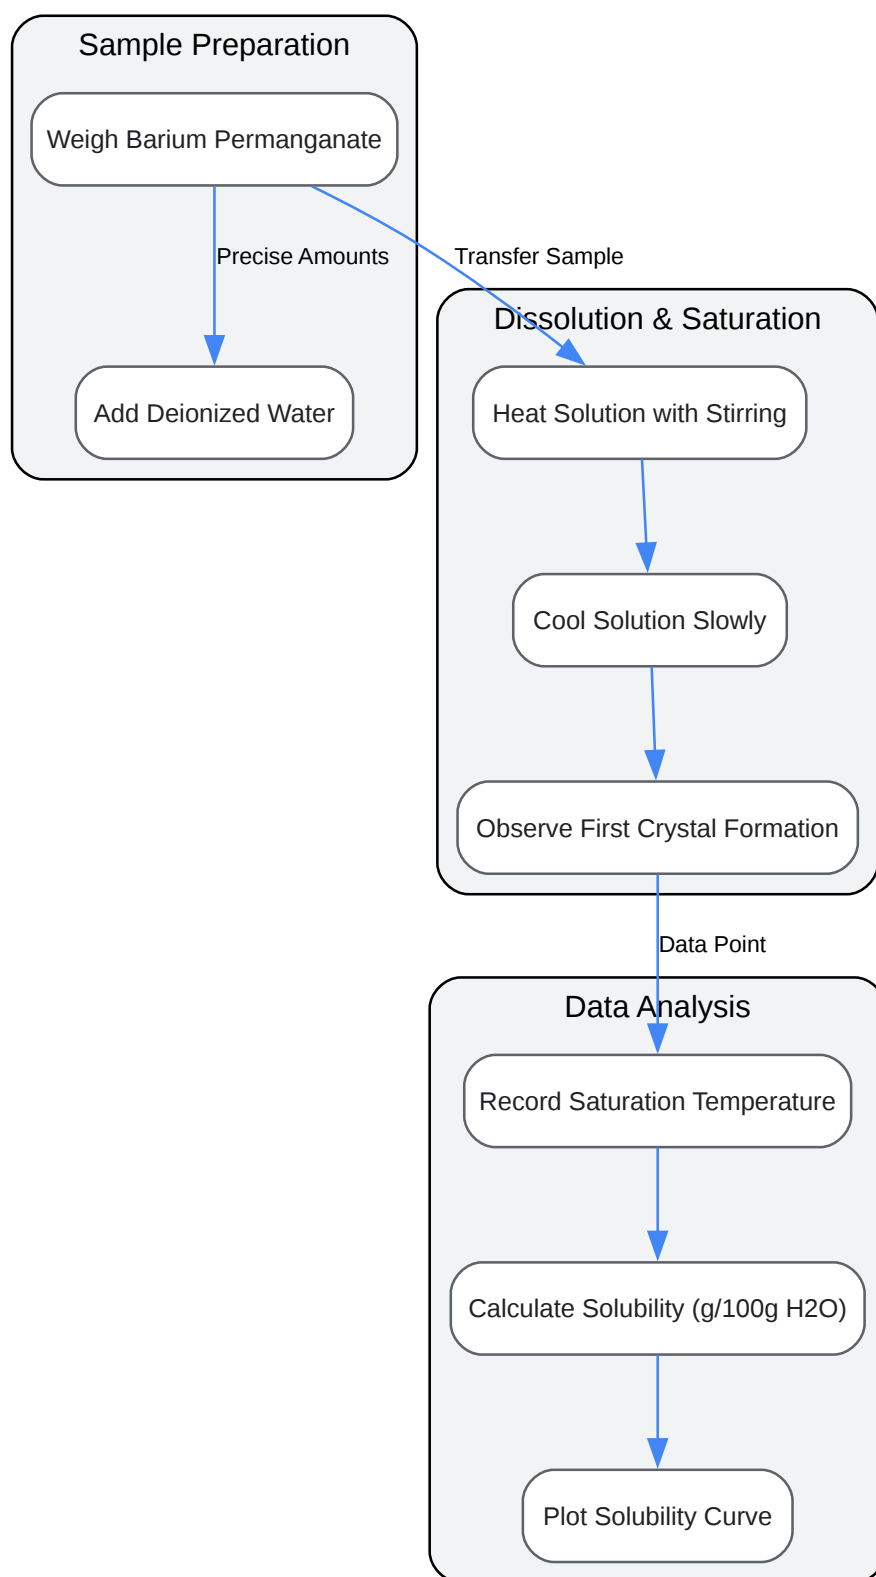 Sample Preparation
Weigh Barium Permanganate
Precise Amounts
Transfer Sample
Add Deionized Water
Dissolution & Saturation
Heat Solution with Stirring
Cool Solution Slowly
Observe First Crystal Formation
Data Point
Data Analysis
Record Saturation Temperature
Calculate Solubility (g/100g H2O)
Plot Solubility Curve